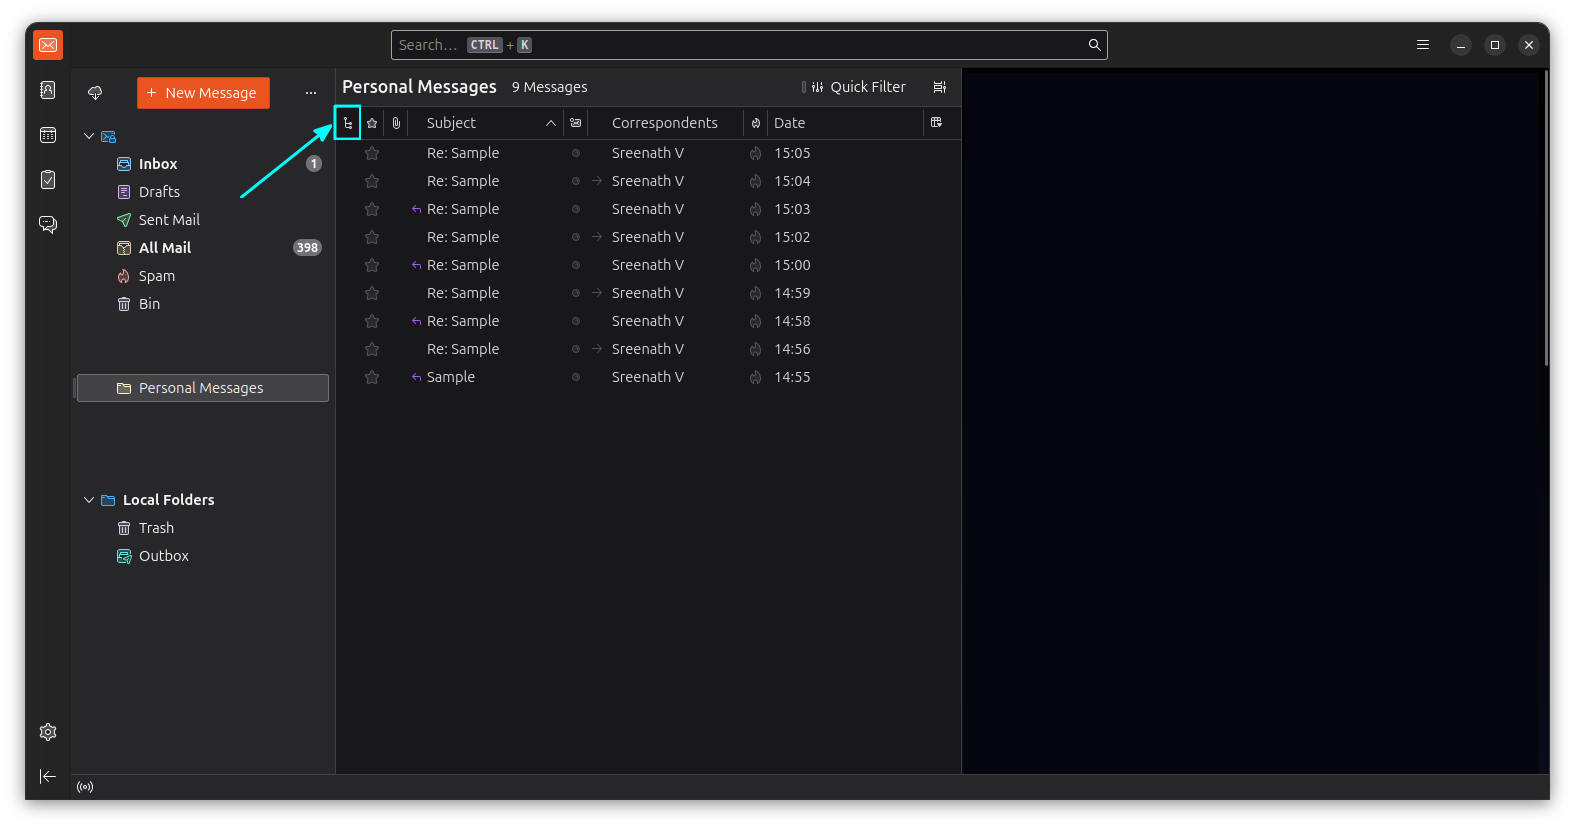 Search... CTRL + K
+ New Message ...
Personal Messages 9 Messages Quick Filter
Subject Correspondents Date
Inbox 1
Drafts
Sent Mail
All Mail 398
Spam
Bin
Personal Messages
Local Folders
Trash
Outbox
Re: Sample Sreenath V 15:05
Re: Sample Sreenath V 15:04
Re: Sample Sreenath V 15:03
Re: Sample Sreenath V 15:02
Re: Sample Sreenath V 15:00
Re: Sample Sreenath V 14:59
Re: Sample Sreenath V 14:58
Re: Sample Sreenath V 14:56
Sample Sreenath V 14:55